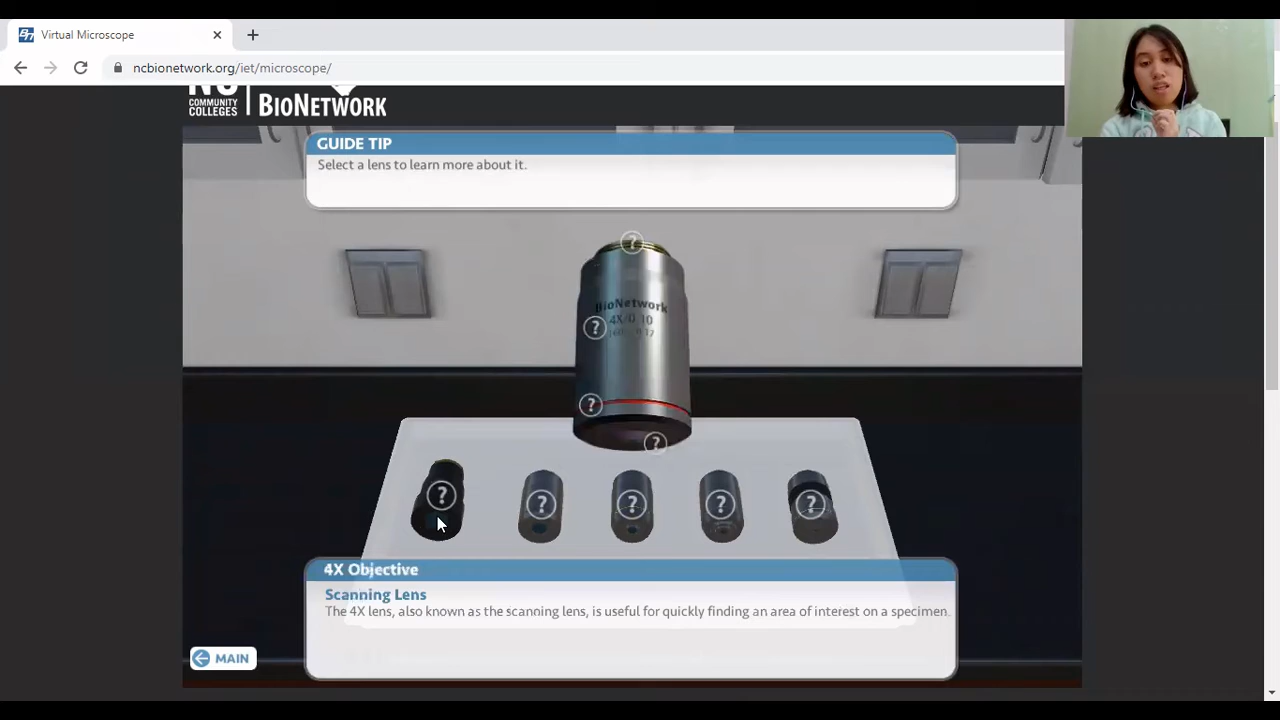 Virtual Microscope
ncbionetwork.org/iet/microscope/
COMMUNITY
COLLEGES
BIONETWORK
GUIDE TIP
Select a lens to learn more about it.
BioNetwork
4X/0.10
?
?
?
?
? ? ? ? ?
4X Objective
Scanning Lens
The 4X lens, also known as the scanning lens, is useful for quickly finding an area of interest on a specimen.
MAIN